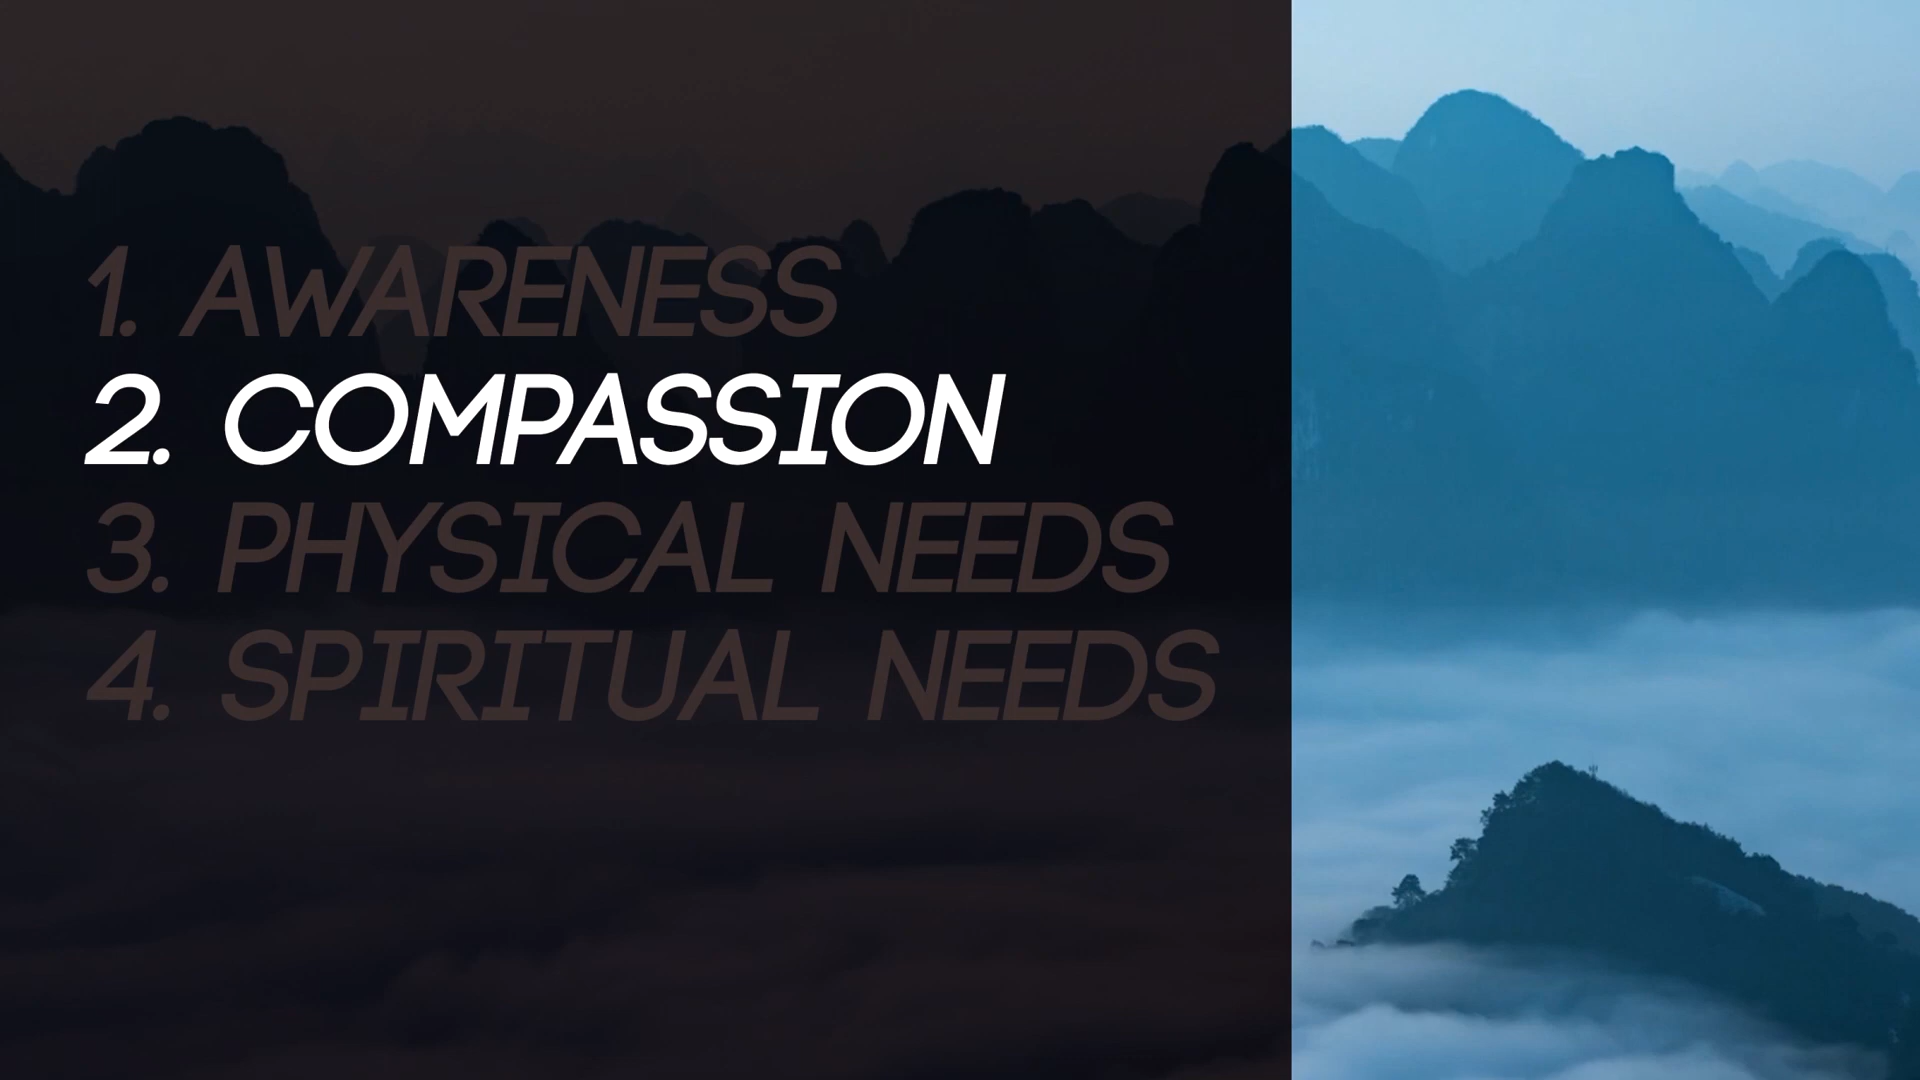 1. AWARENESS
2. COMPASSION
3. PHYSICAL NEEDS
4. SPIRITUAL NEEDS